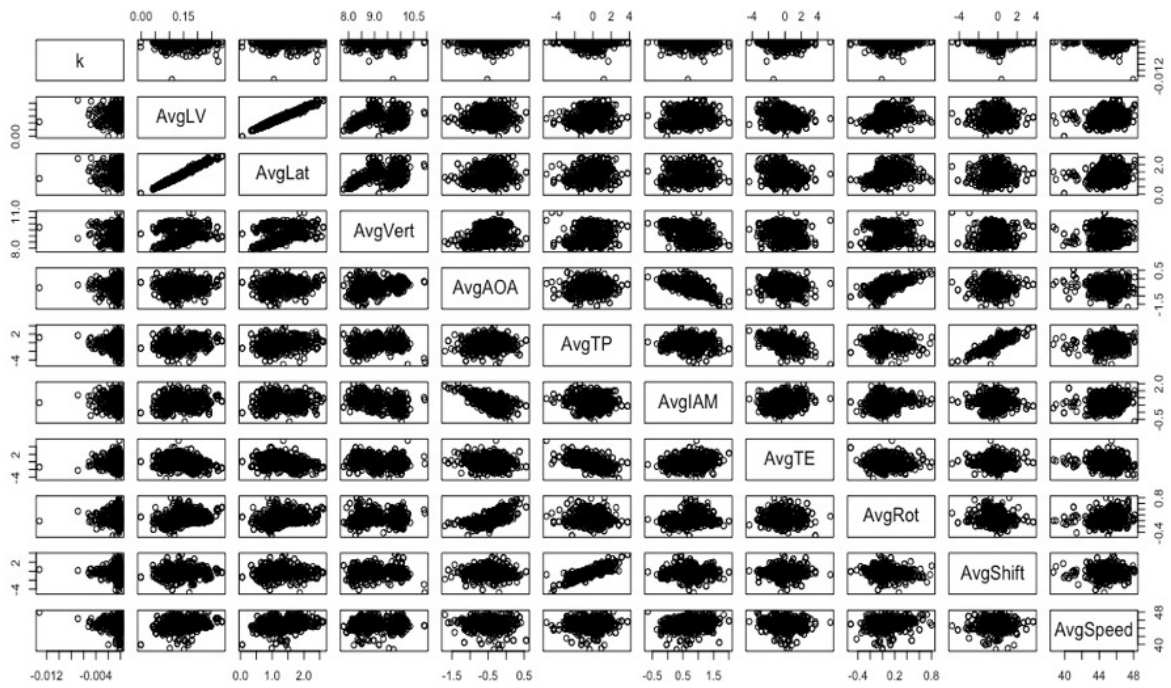 0.00 0.15 8.0 9.0 10.5 -4 0 2 4 -4 0 2 4 -4 0 2 4
k -0.012
0.00 AvgLV
AvgLat 0.0 2.0
8.0 11.0 AvgVert
AvgAOA -1.5 0.5
-4 2 AvgTP
AvgIAM -0.5 2.0
-4 2 AvgTE
AvgRot -0.4 0.8
-4 2 AvgShift
AvgSpeed 40 48
-0.012 -0.004 0.0 1.0 2.0 -1.5 -0.5 0.5 -0.5 0.5 1.5 -0.4 0.2 0.8 40 44 48